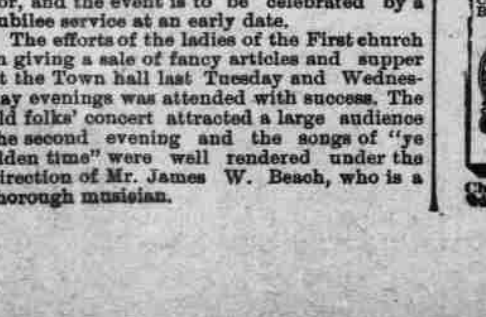 or, and the event is to be celebrated by a
ubilee service at an early date.
The efforts of the ladies of the First church
n giving a sale of fancy articles and supper
t the Town hall last Tuesday and Wednes-
ay evenings was attended with success. The
ld folks' concert attracted a large audience
he second evening and the songs of "ye
lden time" were well rendered under the
irection of Mr. James W. Beach, who is a
horough musician.
Ch